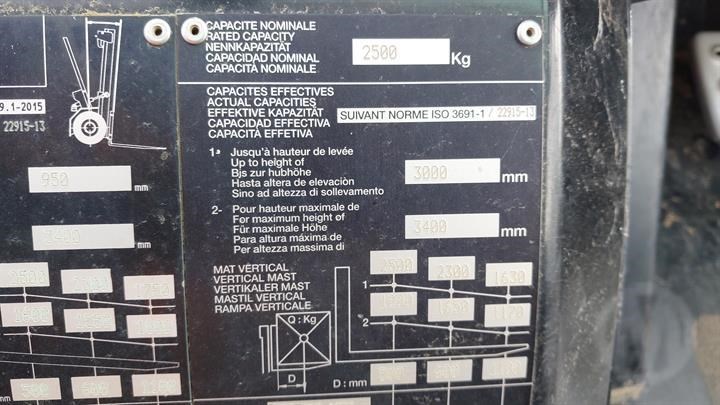 9.1-2015
22915-13
950
mm
3400
mm
CAPACITE NOMINALE
RATED CAPACITY
NENNKAPAZITÄT
CAPACIDAD NOMINAL
CAPACITÀ NOMINALE
2500 Kg
CAPACITES EFFECTIVES
ACTUAL CAPACITIES
EFFEKTIVE KAPAZITÄT
CAPACIDAD EFFECTIVA
CAPACITÀ EFFETIVA
SUIVANT NORME ISO 3691-1 / 22915-13
1- Jusqu'à hauteur de levée
Up to height of
Bjs zur hubhöhe
Hasta altera de elevaciòn
Sino ad altezza di sollevamento
3000 mm
2- Pour hauteur maximale de
For maximum height of
Für maximale Höhe
Para altura máxima de
Per altezza massima di
3400 mm
MAT VÉRTICAL
VERTICAL MAST
VERTIKALER MAST
MASTIL VERTICAL
RAMPA VERTICALE
2500 2300 1630
1
1170
2
Q : Kg
D
D : mm